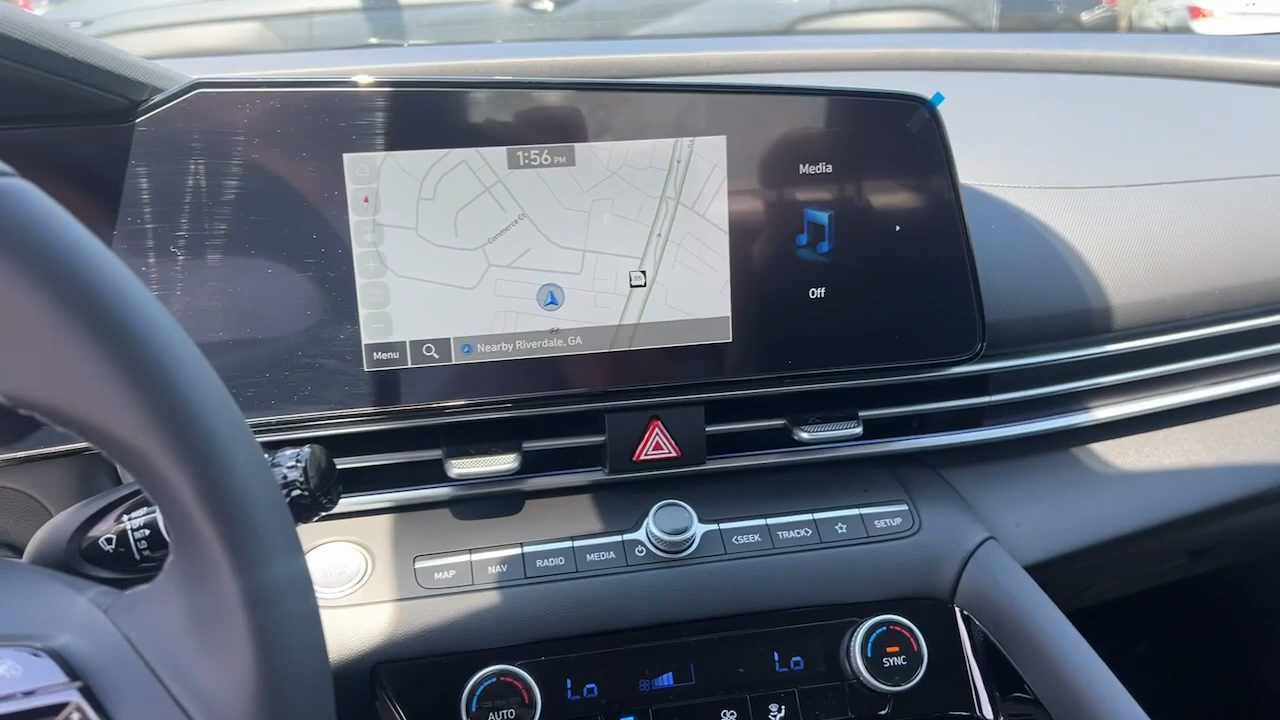 1:56 PM
Media
Commerce Cir
Off
Menu
Nearby Riverdale, GA
MAP
NAV
RADIO
MEDIA
<SEEK
TRACK>
SETUP
Lo
Lo
SYNC
AUTO